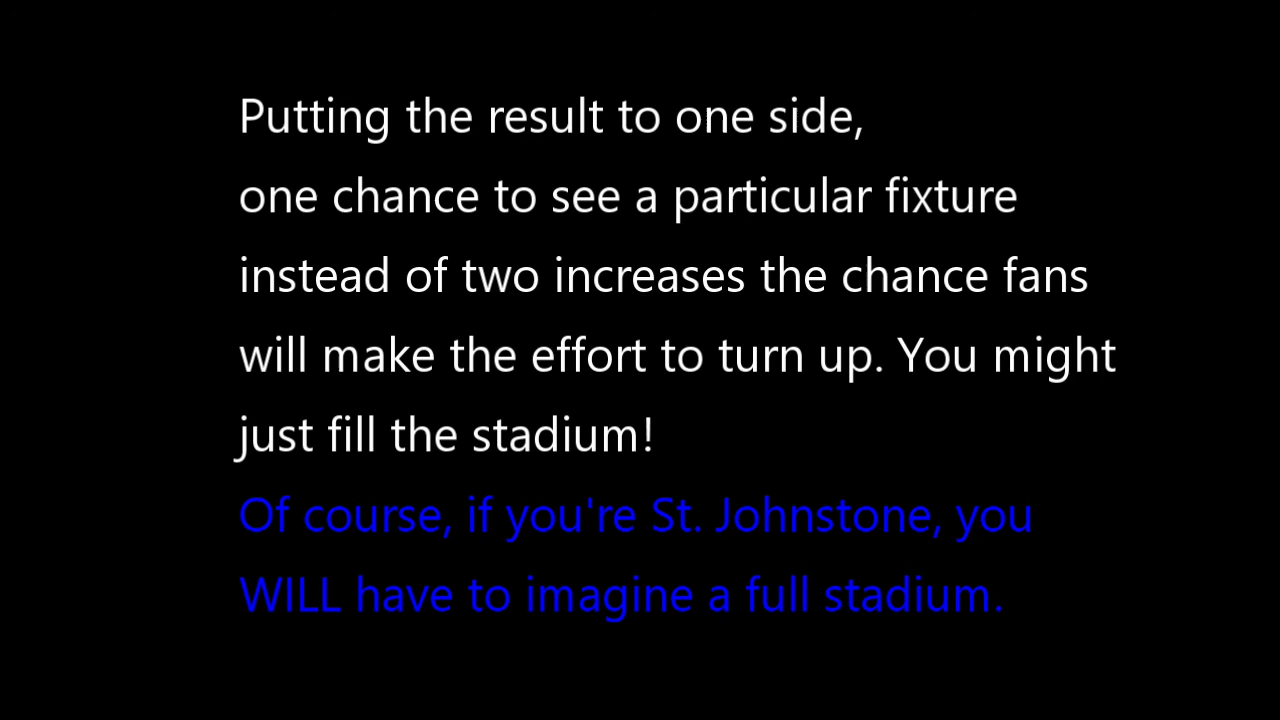 Putting the result to one side,
one chance to see a particular fixture
instead of two increases the chance fans
will make the effort to turn up. You might
just fill the stadium!
Of course, if you're St. Johnstone, you
WILL have to imagine a full stadium.